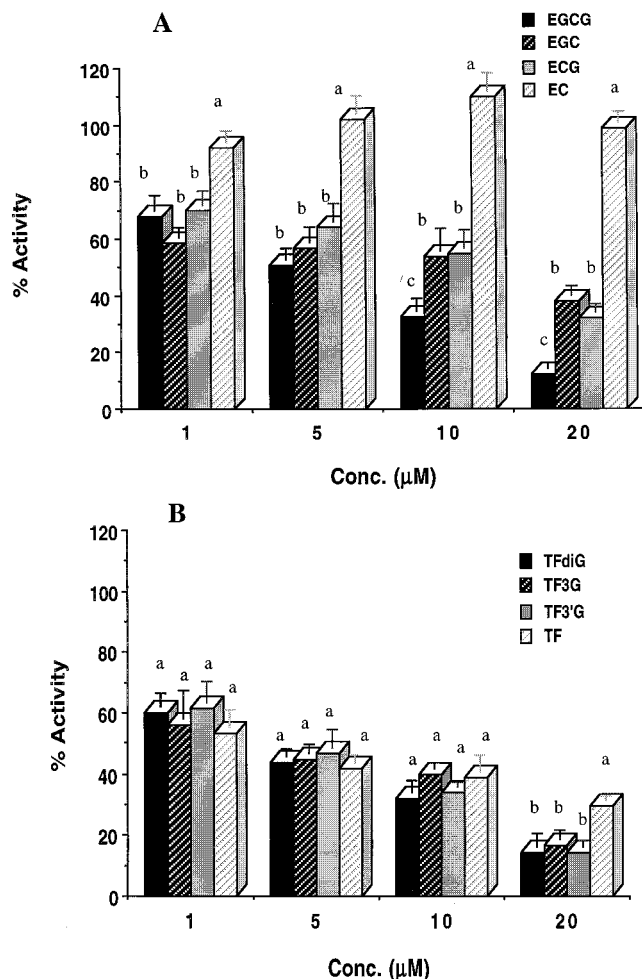 A
EGCG
EGC
ECG
EC
% Activity
120
100
80
60
40
20
0
b b b a
b b b a
c b b a
c b b a
1 5 10 20
Conc. (μM)
B
TFdiG
TF3G
TF3'G
TF
% Activity
120
100
80
60
40
20
0
a a a a
a a a a
a a a a
b b b a
1 5 10 20
Conc. (μM)